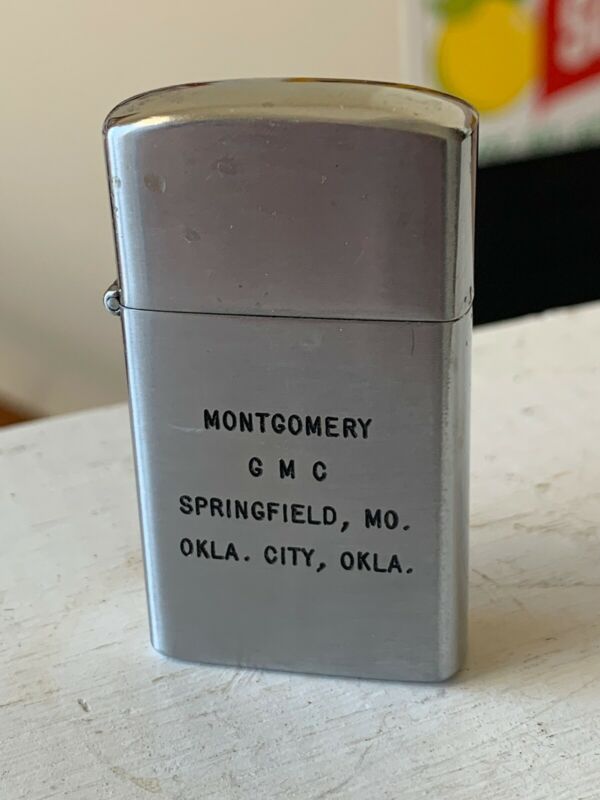 MONTGOMERY
G M C
SPRINGFIELD, MO.
OKLA. CITY, OKLA.